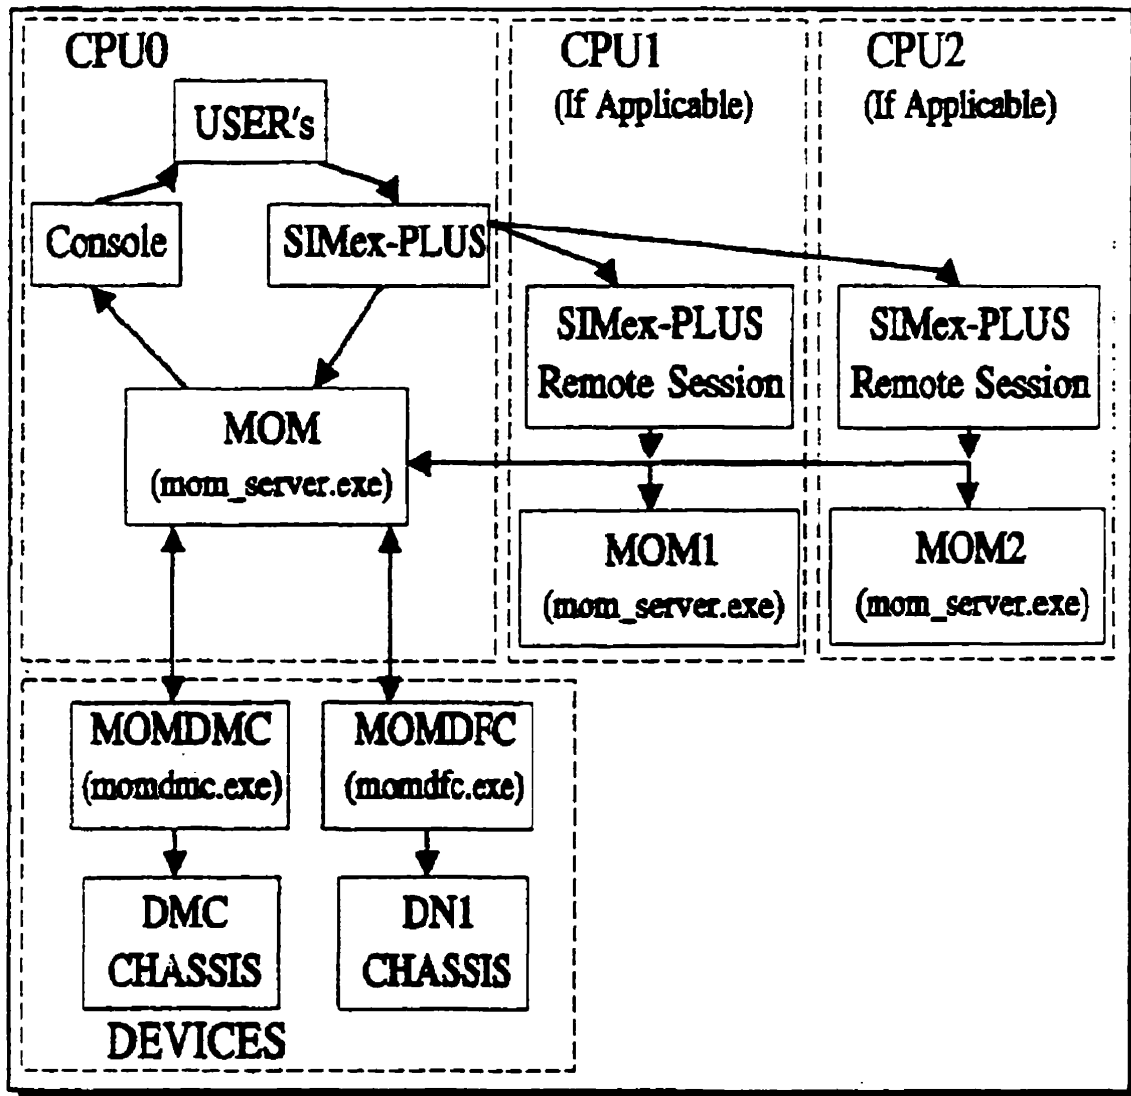 CPU0
USER's
Console
SIMex-PLUS
MOM
(mom_server.exe)
CPU1
(If Applicable)
SIMex-PLUS
Remote Session
MOM1
(mom_server.exe)
CPU2
(If Applicable)
SIMex-PLUS
Remote Session
MOM2
(mom_server.exe)
MOMDMC
(momdmc.exe)
MOMDFC
(momdfc.exe)
DMC
CHASSIS
DN1
CHASSIS
DEVICES